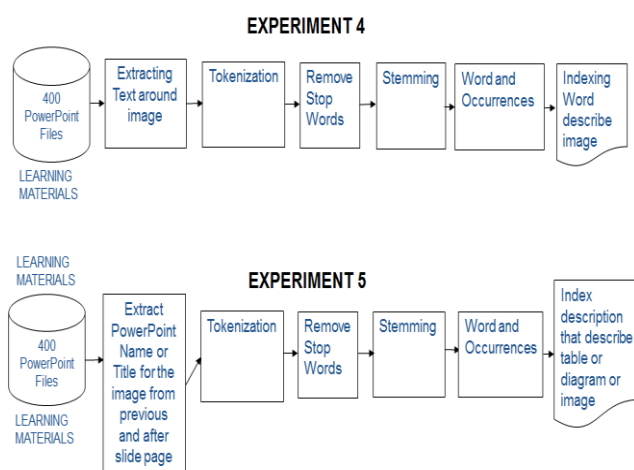 EXPERIMENT 4
400
PowerPoint
Files
LEARNING
MATERIALS
Extracting
Text around
image
Tokenization
Remove
Stop
Words
Stemming
Word and
Occurrences
Indexing
Word
describe
image
EXPERIMENT 5
LEARNING
MATERIALS
400
PowerPoint
Files
LEARNING
MATERIALS
Extract
PowerPoint
Name or
Title for the
image from
previous
and after
slide page
Tokenization
Remove
Stop
Words
Stemming
Word and
Occurrences
Index
description
that describe
table or
diagram or
image